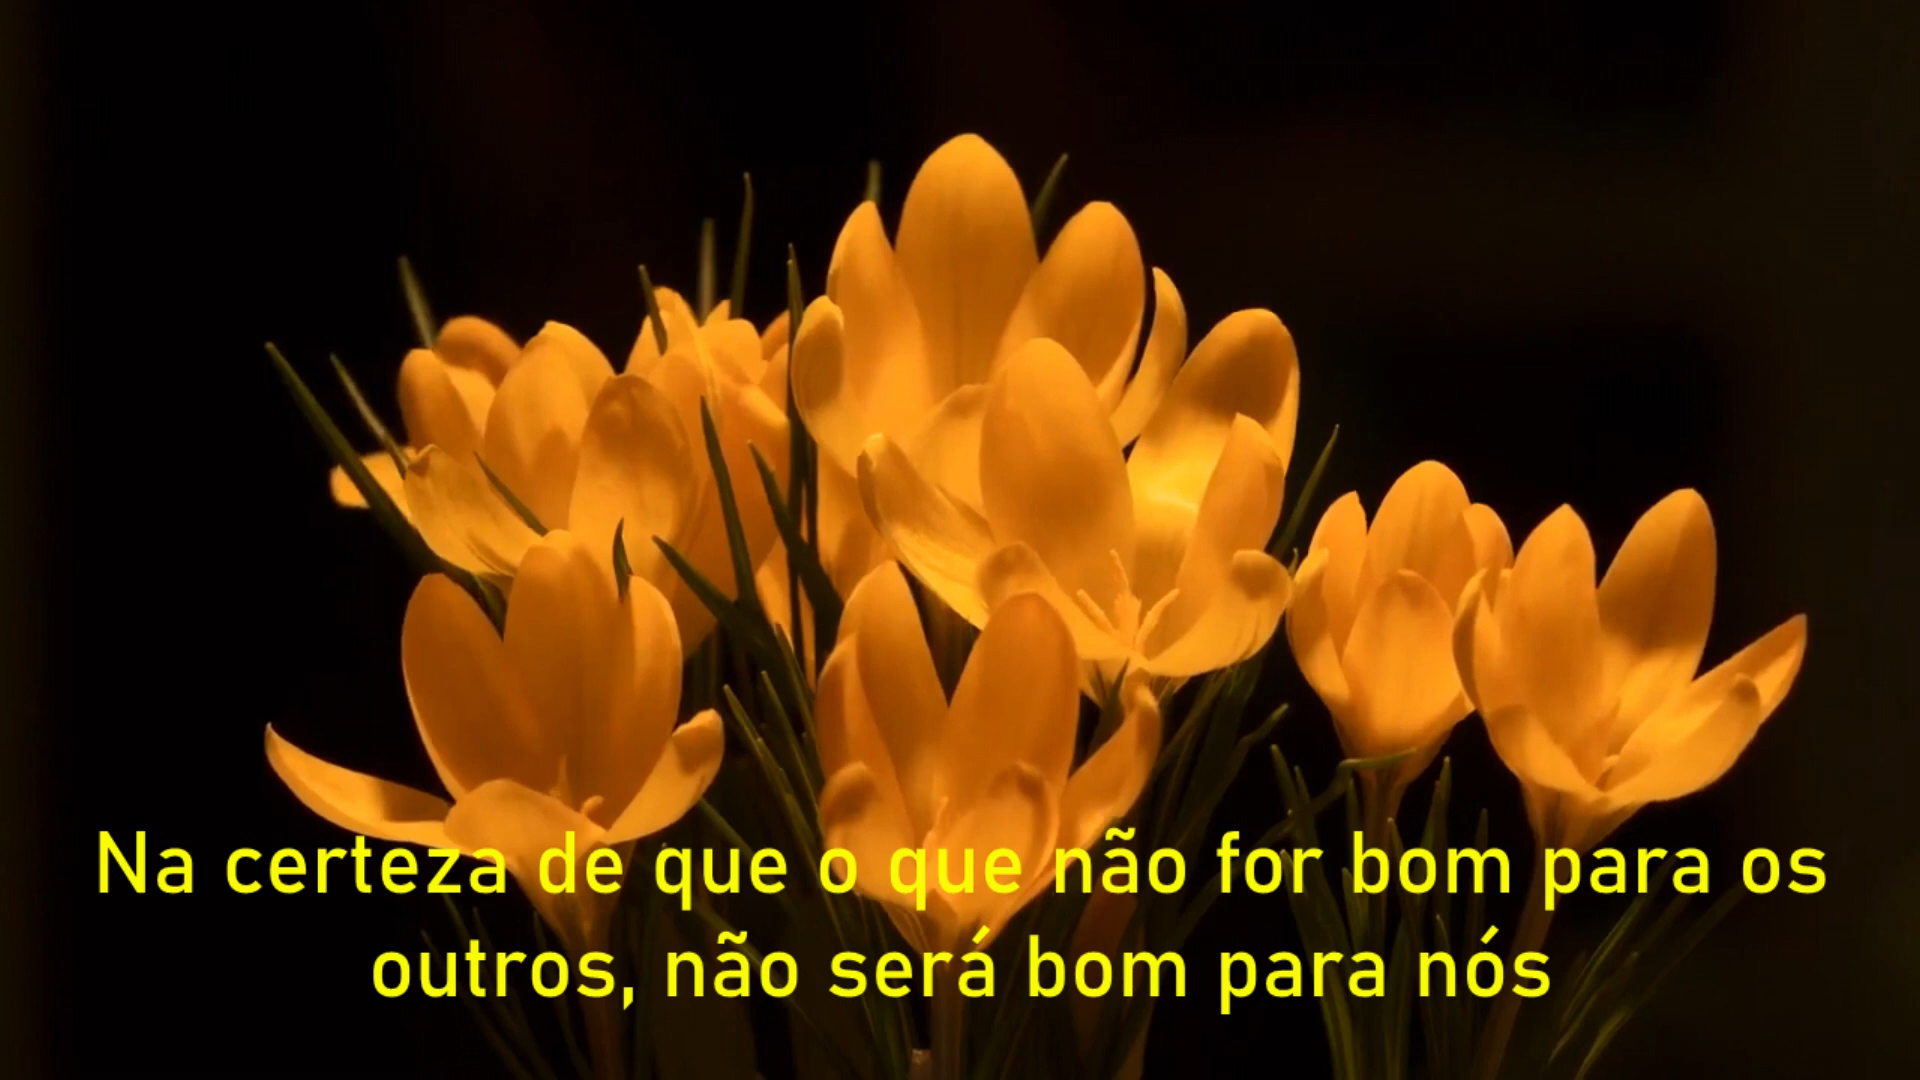 Na certeza de que o que não for bom para os
outros, não será bom para nós